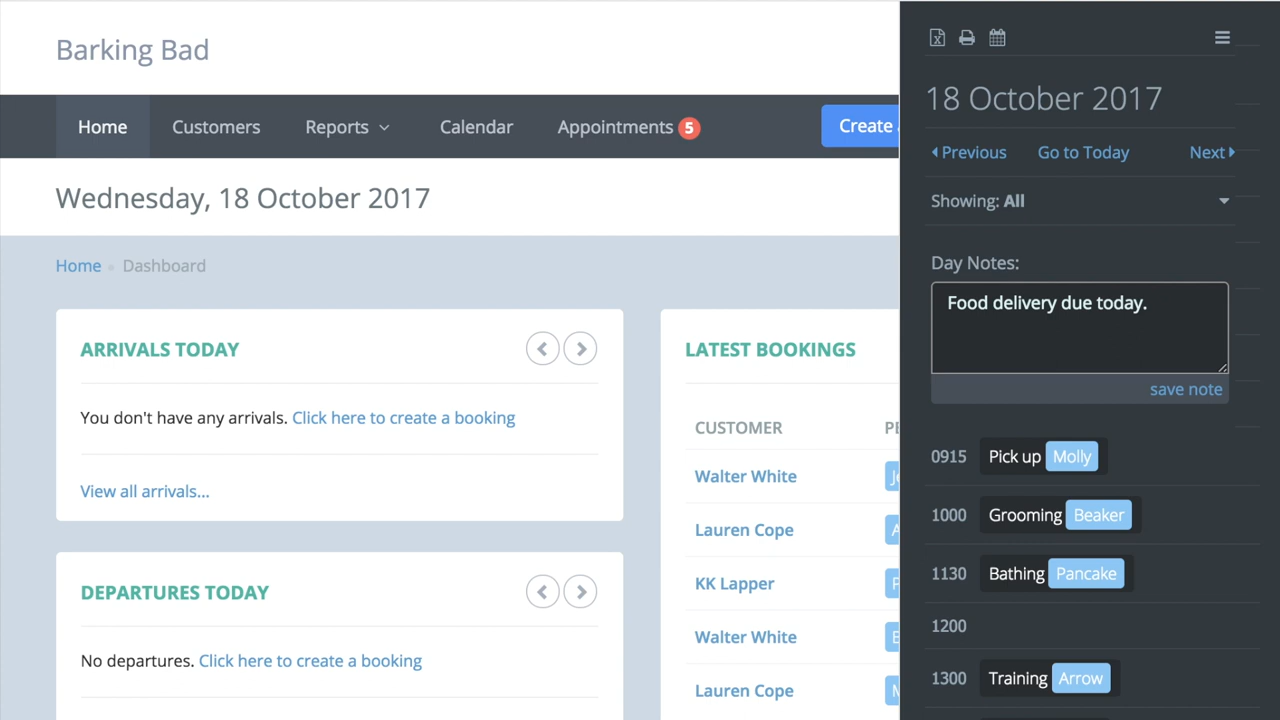 Barking Bad
Home Customers Reports Calendar Appointments 5 Create
Wednesday, 18 October 2017
Home Dashboard
ARRIVALS TODAY
You don't have any arrivals. Click here to create a booking
View all arrivals...
DEPARTURES TODAY
No departures. Click here to create a booking
LATEST BOOKINGS
CUSTOMER
Walter White
Lauren Cope
KK Lapper
Walter White
Lauren Cope
18 October 2017
Previous Go to Today Next
Showing: All
Day Notes:
Food delivery due today.
save note
0915 Pick up Molly
1000 Grooming Beaker
1130 Bathing Pancake
1200
1300 Training Arrow